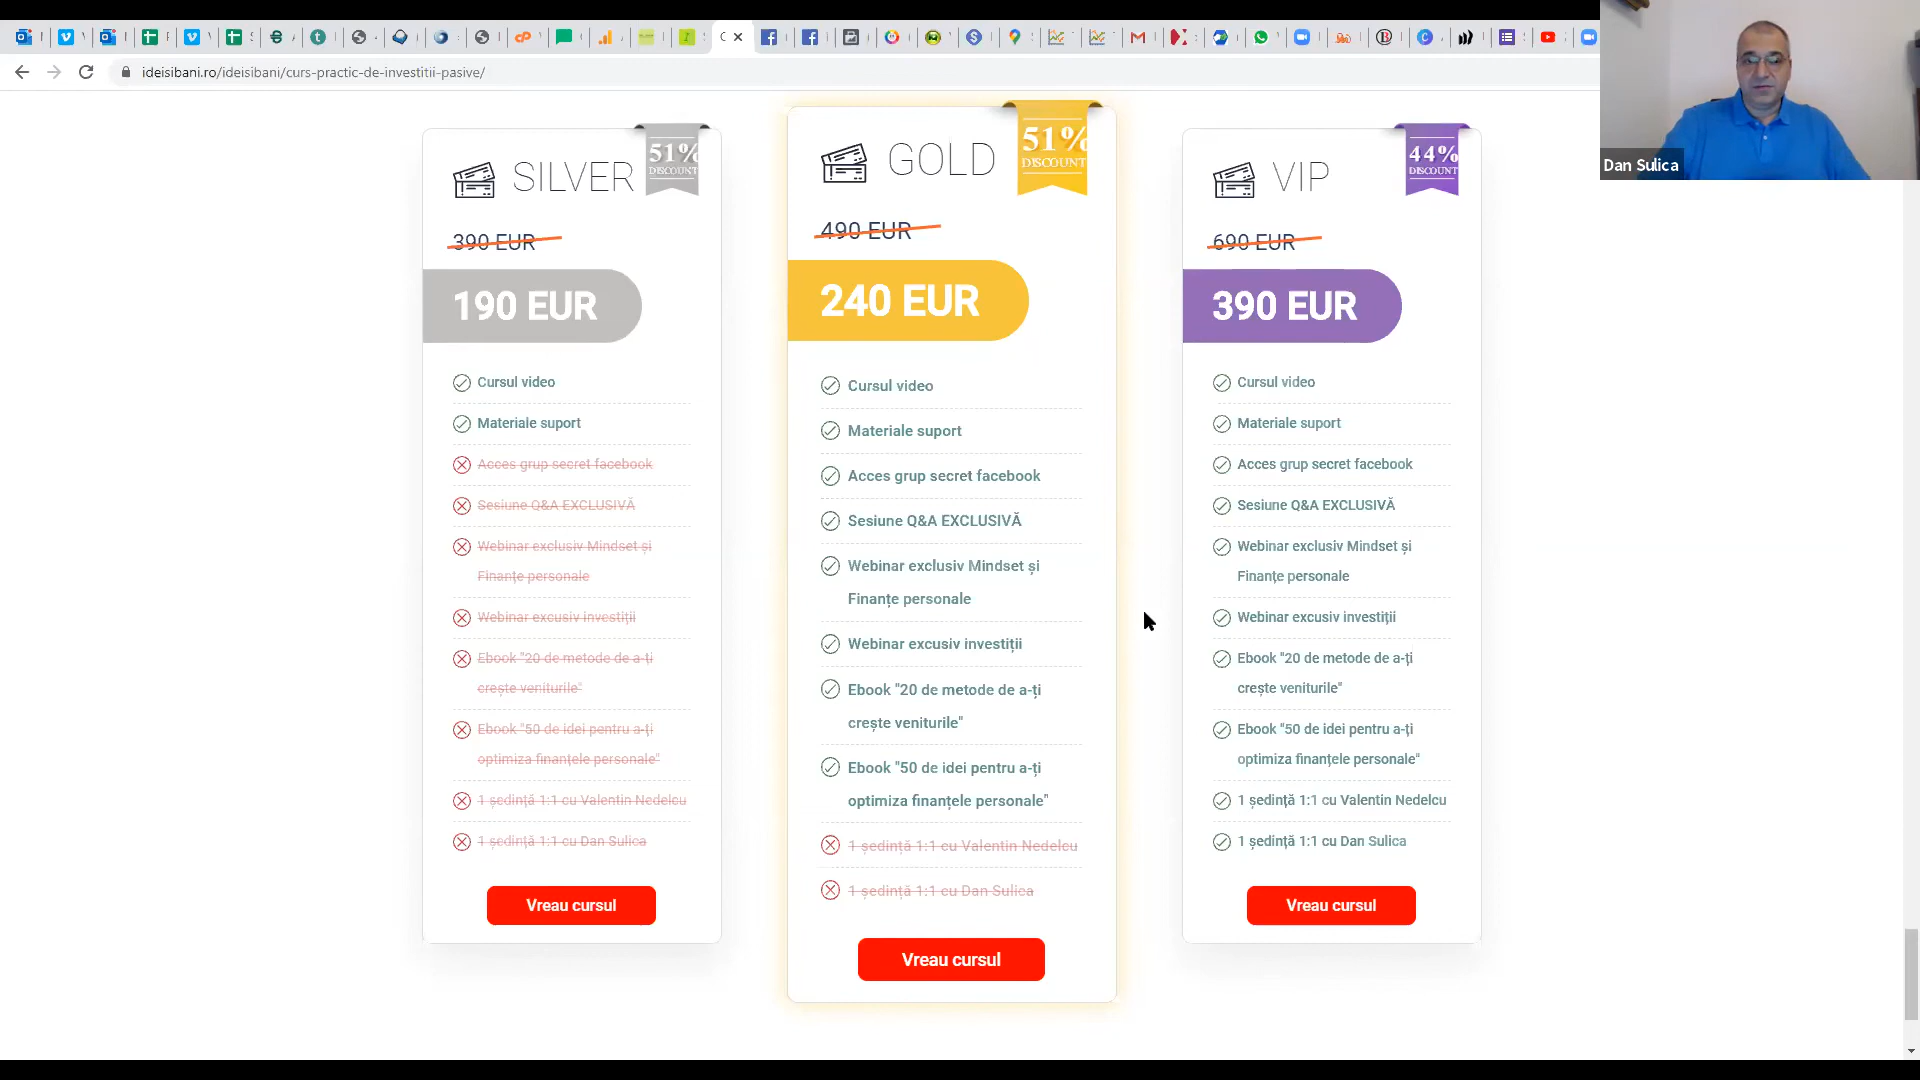 ideisibani.ro/ideisibani/curs-practic-de-investitii-pasive/
Dan Sulica
SILVER
51%
DISCOUNT
390 EUR
190 EUR
Cursul video
Materiale suport
Acces grup secret facebook
Sesiune Q&A EXCLUSIVĂ
Webinar exclusiv Mindset și
Finanțe personale
Webinar excusiv investiții
Ebook "20 de metode de a-ți
crește veniturile"
Ebook "50 de idei pentru a-ți
optimiza finanțele personale"
1 ședință 1:1 cu Valentin Nedelcu
1 ședință 1:1 cu Dan Sulica
Vreau cursul
GOLD
51%
DISCOUNT
490 EUR
240 EUR
Cursul video
Materiale suport
Acces grup secret facebook
Sesiune Q&A EXCLUSIVĂ
Webinar exclusiv Mindset și
Finanțe personale
Webinar excusiv investiții
Ebook "20 de metode de a-ți
crește veniturile"
Ebook "50 de idei pentru a-ți
optimiza finanțele personale"
1 ședință 1:1 cu Valentin Nedelcu
1 ședință 1:1 cu Dan Sulica
Vreau cursul
VIP
44%
DISCOUNT
690 EUR
390 EUR
Cursul video
Materiale suport
Acces grup secret facebook
Sesiune Q&A EXCLUSIVĂ
Webinar exclusiv Mindset și
Finanțe personale
Webinar excusiv investiții
Ebook "20 de metode de a-ți
crește veniturile"
Ebook "50 de idei pentru a-ți
optimiza finanțele personale"
1 ședință 1:1 cu Valentin Nedelcu
1 ședință 1:1 cu Dan Sulica
Vreau cursul